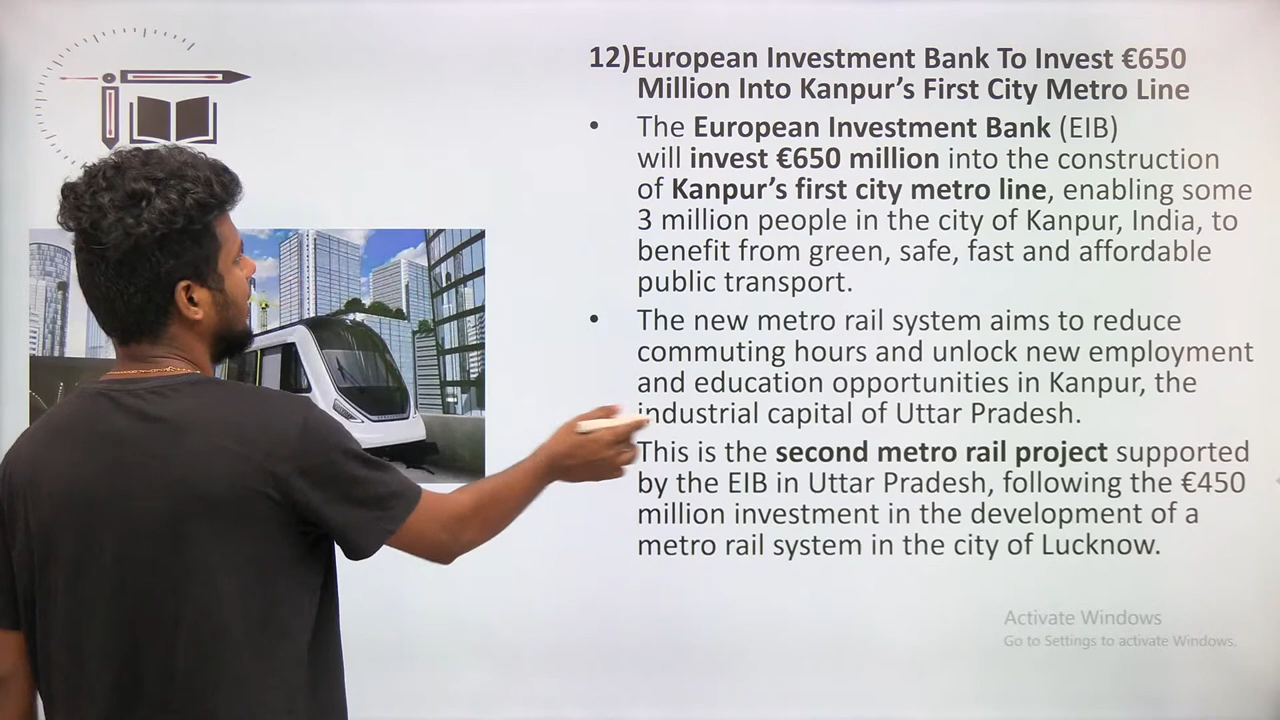 12)European Investment Bank To Invest €650
Million Into Kanpur's First City Metro Line
• The European Investment Bank (EIB)
will invest €650 million into the construction
of Kanpur's first city metro line, enabling some
3 million people in the city of Kanpur, India, to
benefit from green, safe, fast and affordable
public transport.
• The new metro rail system aims to reduce
commuting hours and unlock new employment
and education opportunities in Kanpur, the
industrial capital of Uttar Pradesh.
This is the second metro rail project supported
by the EIB in Uttar Pradesh, following the €450
million investment in the development of a
metro rail system in the city of Lucknow.
Activate Windows
Go to Settings to activate Windows.